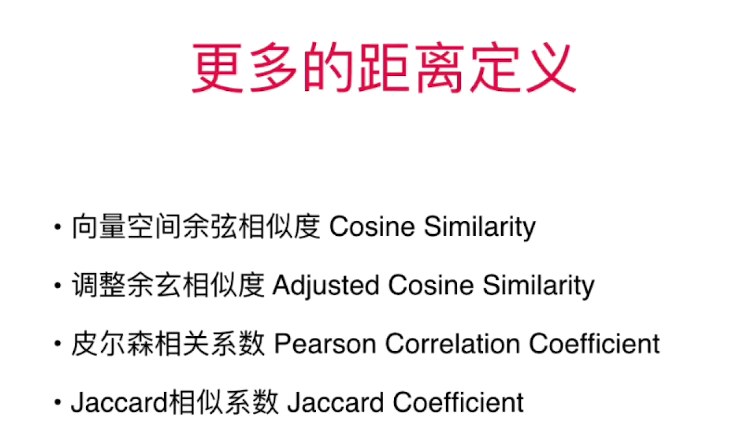 更多的距离定义
• 向量空间余弦相似度 Cosine Similarity
• 调整余玄相似度 Adjusted Cosine Similarity
• 皮尔森相关系数 Pearson Correlation Coefficient
• Jaccard相似系数 Jaccard Coefficient